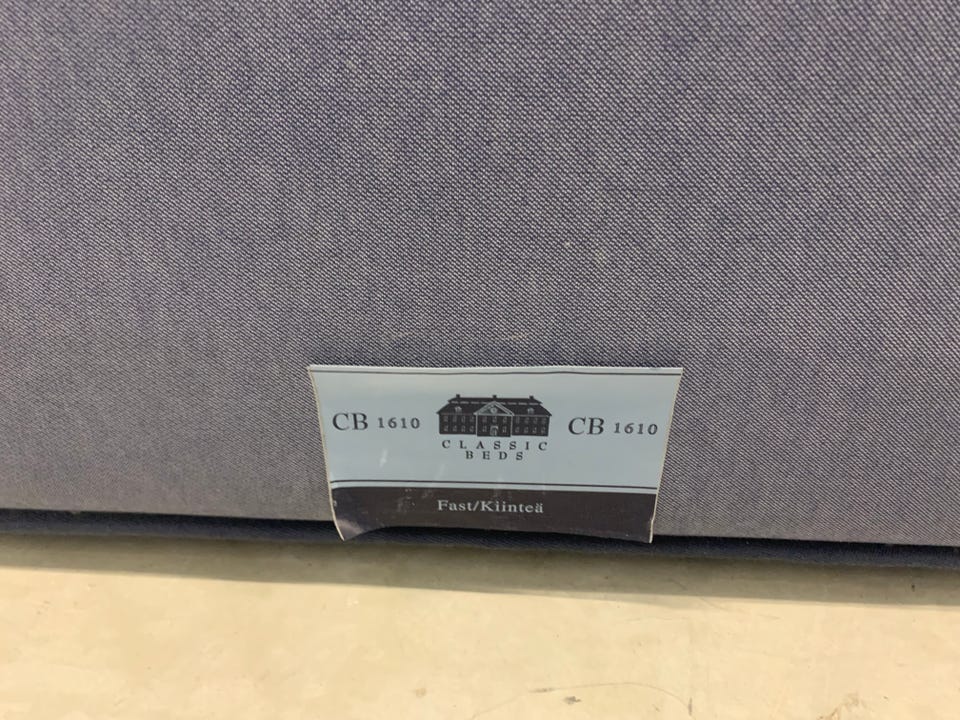 CB 1610 CLASSIC BEDS CB 1610
Fast/Kiinteä